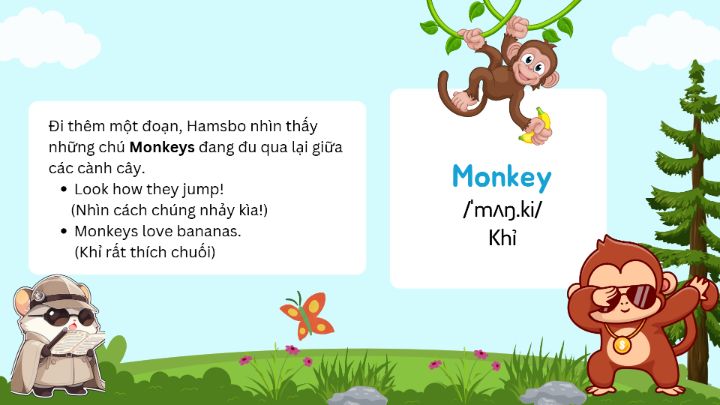 Đi thêm một đoạn, Hamsbo nhìn thấy
những chú Monkeys đang đu qua lại giữa
các cành cây.
• Look how they jump!
(Nhìn cách chúng nhảy kìa!)
• Monkeys love bananas.
(Khỉ rất thích chuối)
Monkey
/ˈmʌŋ.ki/
Khỉ